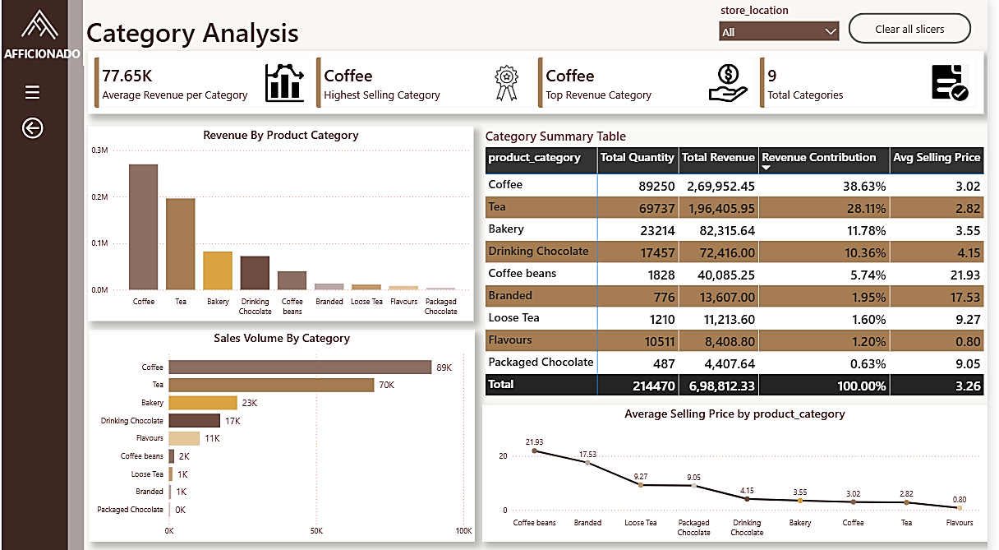 AFFICIONADO
Category Analysis
store_location
All
Clear all slicers
77.65K
Average Revenue per Category
Coffee
Highest Selling Category
Coffee
Top Revenue Category
9
Total Categories
Revenue By Product Category
0.3M
0.2M
0.1M
0.0M
Coffee Tea Bakery Drinking Chocolate Coffee beans Branded Loose Tea Flavours Packaged Chocolate
Category Summary Table
product_category Total Quantity Total Revenue Revenue Contribution Avg Selling Price
Coffee 89250 2,69,952.45 38.63% 3.02
Tea 69737 1,96,405.95 28.11% 2.82
Bakery 23214 82,315.64 11.78% 3.55
Drinking Chocolate 17457 72,416.00 10.36% 4.15
Coffee beans 1828 40,085.25 5.74% 21.93
Branded 776 13,607.00 1.95% 17.53
Loose Tea 1210 11,213.60 1.60% 9.27
Flavours 10511 8,408.80 1.20% 0.80
Packaged Chocolate 487 4,407.64 0.63% 9.05
Total 214470 6,98,812.33 100.00% 3.26
Sales Volume By Category
Coffee 89K
Tea 70K
Bakery 23K
Drinking Chocolate 17K
Flavours 11K
Coffee beans 2K
Loose Tea 1K
Branded 1K
Packaged Chocolate 0K
0K 50K 100K
Average Selling Price by product_category
20
0
21.93 17.53 9.27 9.05 4.15 3.55 3.02 2.82 0.80
Coffee beans Branded Loose Tea Packaged Chocolate Drinking Chocolate Bakery Coffee Tea Flavours